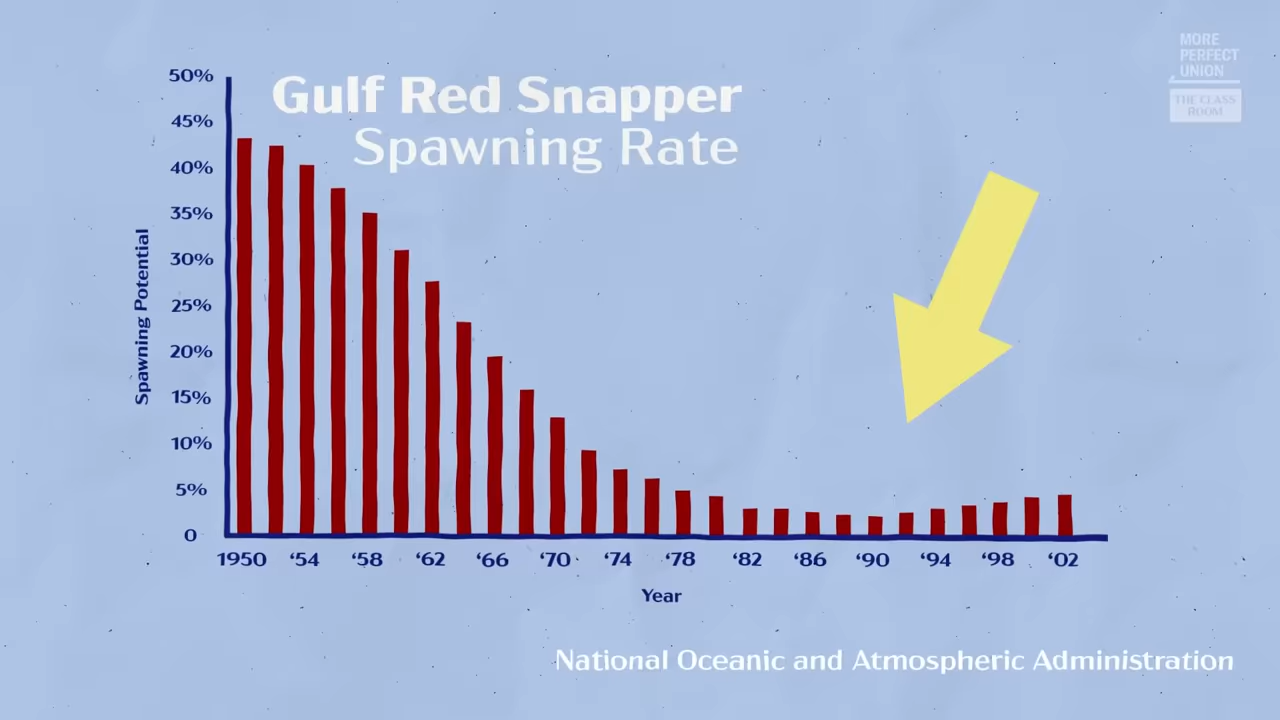 MORE
PERFECT
UNION
THE CLASS
ROOM
Gulf Red Snapper
Spawning Rate
50%
45%
40%
35%
30%
25%
20%
15%
10%
5%
0
Spawning Potential
1950 ‘54 ‘58 ‘62 ‘66 ‘70 ‘74 ‘78 ‘82 ‘86 ‘90 ‘94 ‘98 ‘02
Year
National Oceanic and Atmospheric Administration